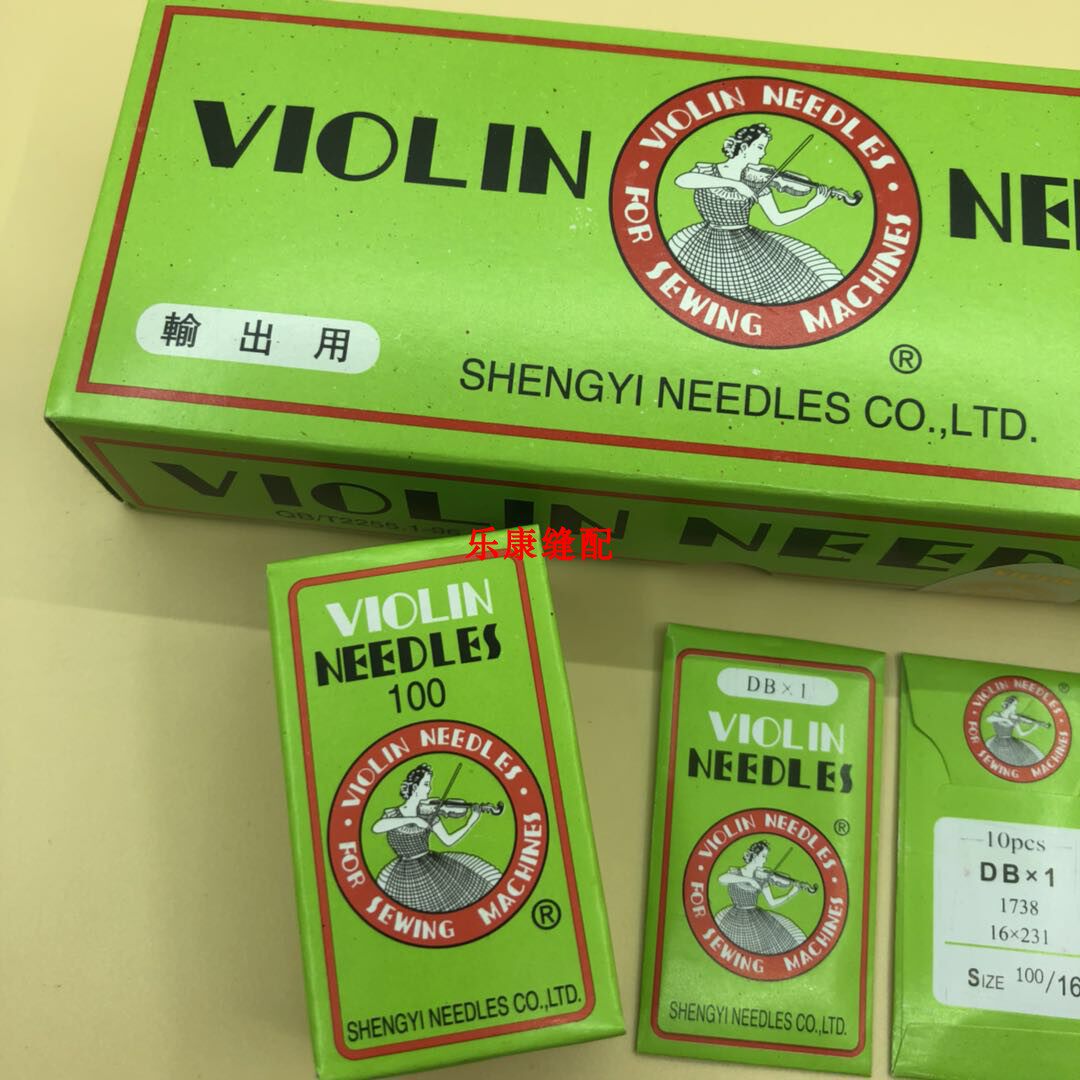 VIOLIN
VIOLIN NEEDLES
FOR SEWING MACHINES
®
輸出用
SHENGYI NEEDLES CO.,LTD.
VIOLIN NEED
乐康缝配
VIOLIN
NEEDLES
100
VIOLIN NEEDLES
FOR SEWING MACHINES
®
SHENGYI NEEDLES CO.,LTD.
DB×1
VIOLIN
NEEDLES
®
VIOLIN NEEDLES
FOR SEWING MACHINES
SHENGYI NEEDLES CO.,LTD.
®
VIOLIN NEEDLES
FOR SEWING MACHINES
10pcs
DB×1
1738
16×231
SIZE 100/16